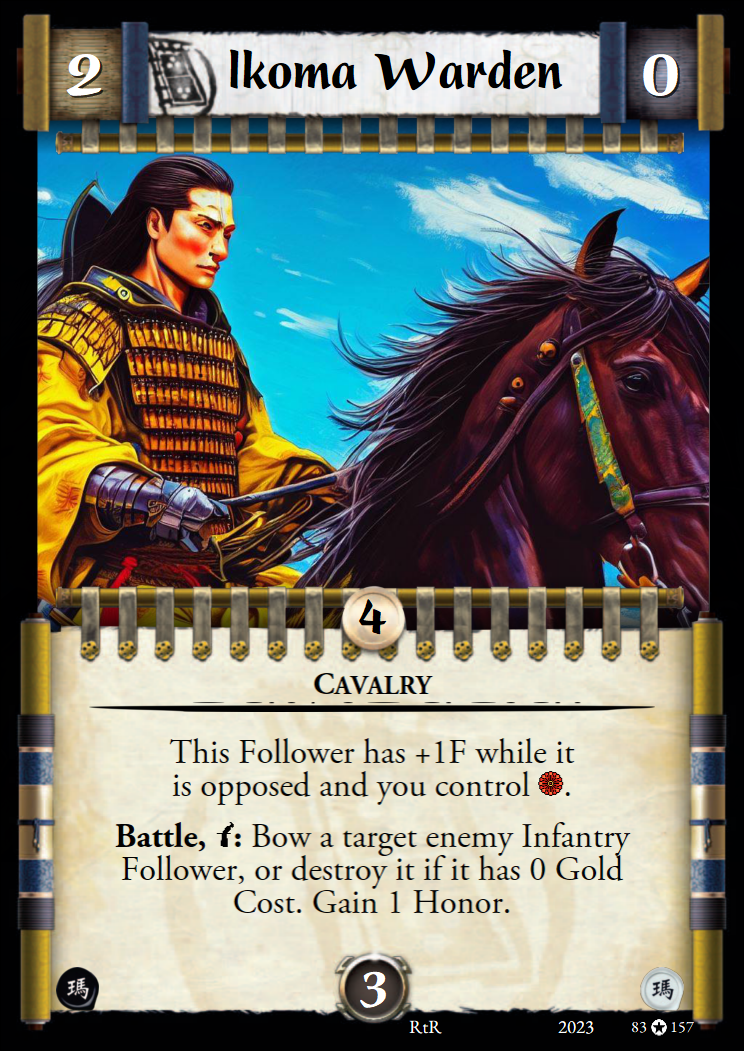 2 Ikoma Warden 0
4
CAVALRY
This Follower has +1F while it
is opposed and you control .
Battle, : Bow a target enemy Infantry
Follower, or destroy it if it has 0 Gold
Cost. Gain 1 Honor.
瑪 3 瑪
RtR 2023 83 157